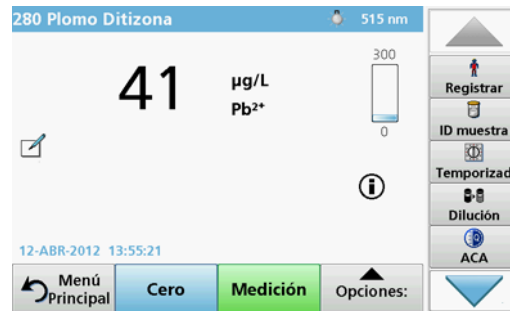 280 Plomo Ditizona
515 nm
300
41
µg/L
Pb²⁺
0
12-ABR-2012 13:55:21
Menú
Principal
Cero
Medición
Opciones:
Registrar
ID muestra
Temporizad
Dilución
ACA